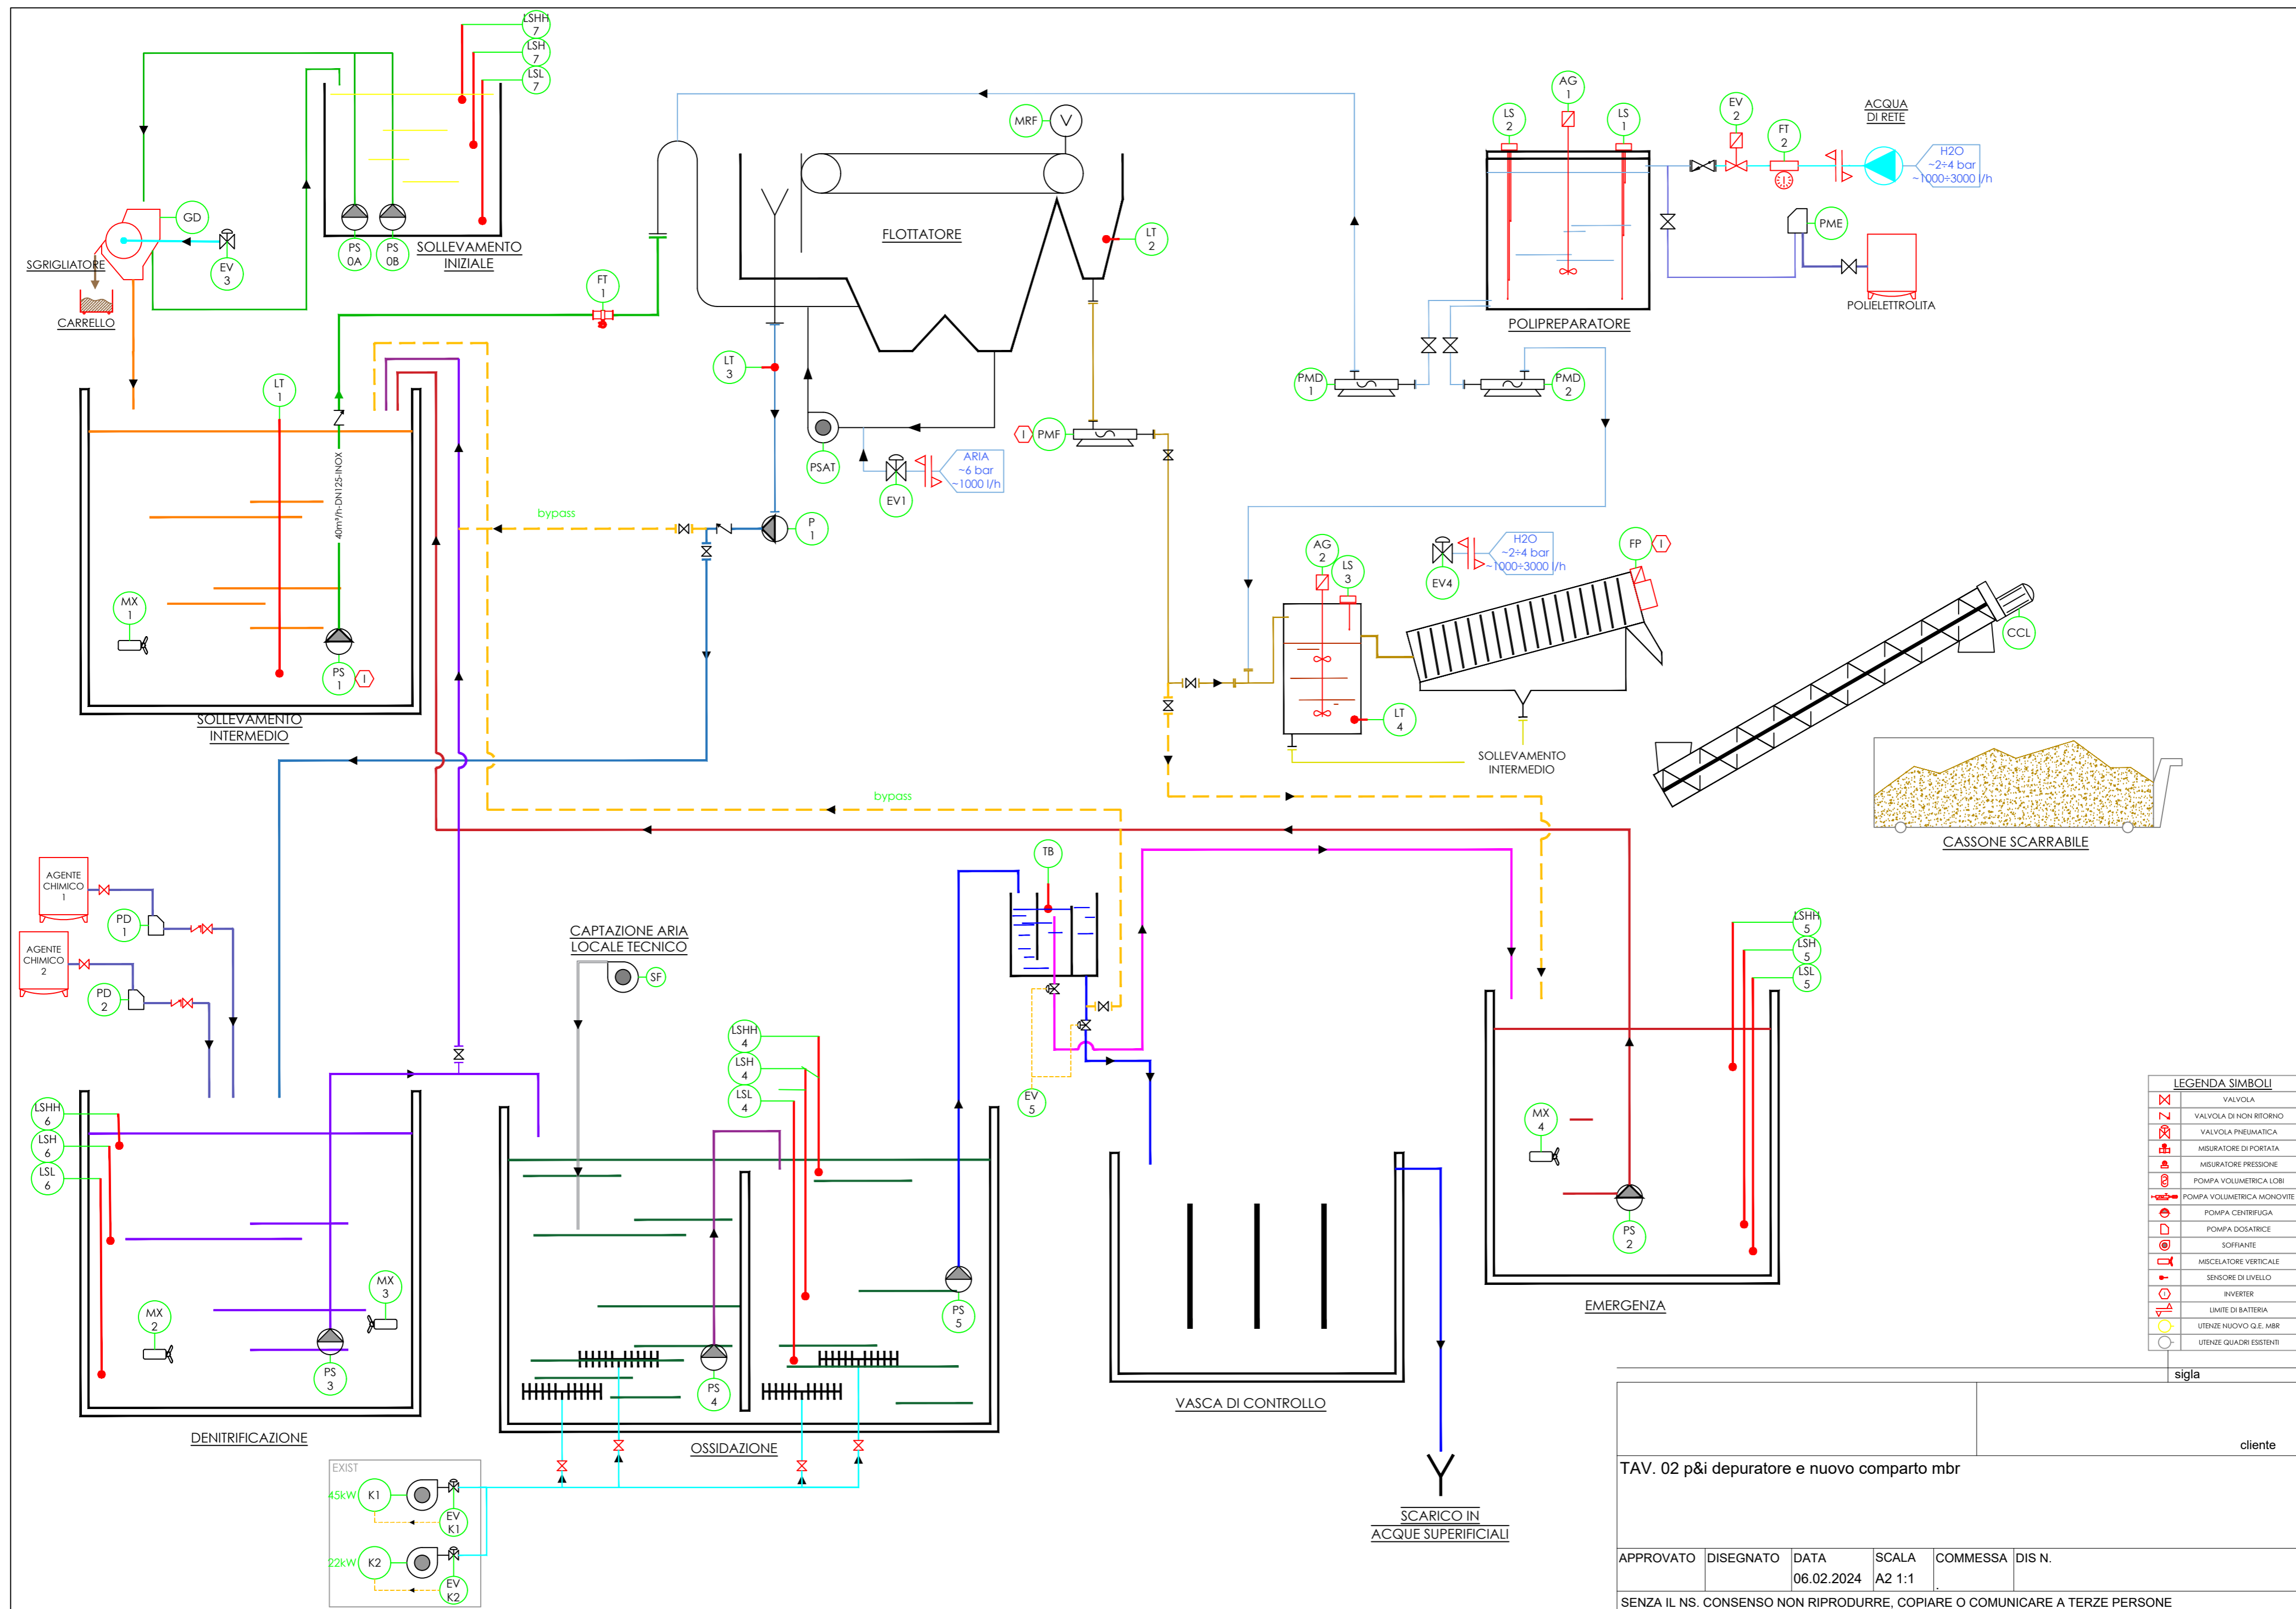 LSHH
7
LSH
7
LSL
7
PS
0A
PS
0B
SOLLEVAMENTO
INIZIALE
GD
EV
3
SGRIGLIATORE
CARRELLO
FT
1
MRF
V
FLOTTATORE
LT
2
LT
3
PSAT
EV1
ARIA
~6 bar
~1000 l/h
P
1
bypass
I
PMF
LS
2
AG
1
LS
1
EV
2
FT
2
ACQUA
DI RETE
H2O
~2÷4 bar
~1000÷3000 l/h
PME
POLIELETTROLITA
POLIPREPARATORE
PMD
1
PMD
2
LT
1
40m³/h-DN125-INOX
MX
1
PS
1
I
SOLLEVAMENTO
INTERMEDIO
AG
2
LS
3
EV4
H2O
~2÷4 bar
~1000÷3000 l/h
FP
I
LT
4
SOLLEVAMENTO
INTERMEDIO
CCL
CASSONE SCARRABILE
bypass
AGENTE
CHIMICO
1
PD
1
AGENTE
CHIMICO
2
PD
2
CAPTAZIONE ARIA
LOCALE TECNICO
SF
TB
EV
5
LSHH
5
LSH
5
LSL
5
MX
4
PS
2
EMERGENZA
LSHH
6
LSH
6
LSL
6
MX
2
MX
3
PS
3
DENITRIFICAZIONE
LSHH
4
LSH
4
LSL
4
PS
4
PS
5
OSSIDAZIONE
VASCA DI CONTROLLO
SCARICO IN
ACQUE SUPERFICIALI
EXIST
45kW
K1
EV
K1
22kW
K2
EV
K2
LEGENDA SIMBOLI
VALVOLA
VALVOLA DI NON RITORNO
VALVOLA PNEUMATICA
MISURATORE DI PORTATA
MISURATORE PRESSIONE
POMPA VOLUMETRICA LOBI
POMPA VOLUMETRICA MONOVITE
POMPA CENTRIFUGA
POMPA DOSATRICE
SOFFIANTE
MISCELATORE VERTICALE
SENSORE DI LIVELLO
INVERTER
LIMITE DI BATTERIA
UTENZE NUOVO Q.E. MBR
UTENZE QUADRI ESISTENTI
sigla
cliente
TAV. 02 p&i depuratore e nuovo comparto mbr
APPROVATO DISEGNATO DATA SCALA COMMESSA DIS N.
06.02.2024 A2 1:1 .
SENZA IL NS. CONSENSO NON RIPRODURRE, COPIARE O COMUNICARE A TERZE PERSONE